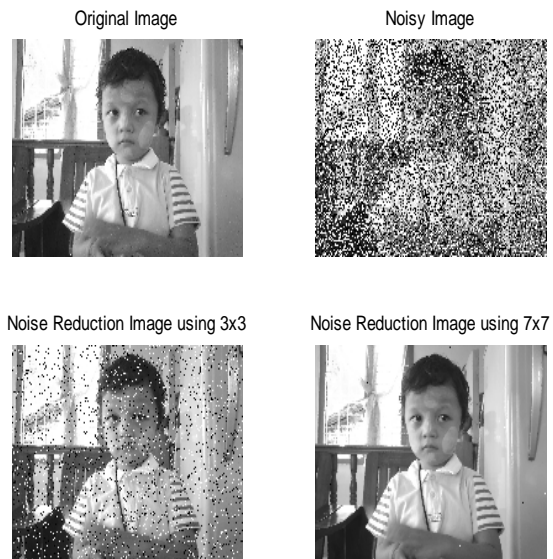 Original Image
Noisy Image
Noise Reduction Image using 3x3
Noise Reduction Image using 7x7